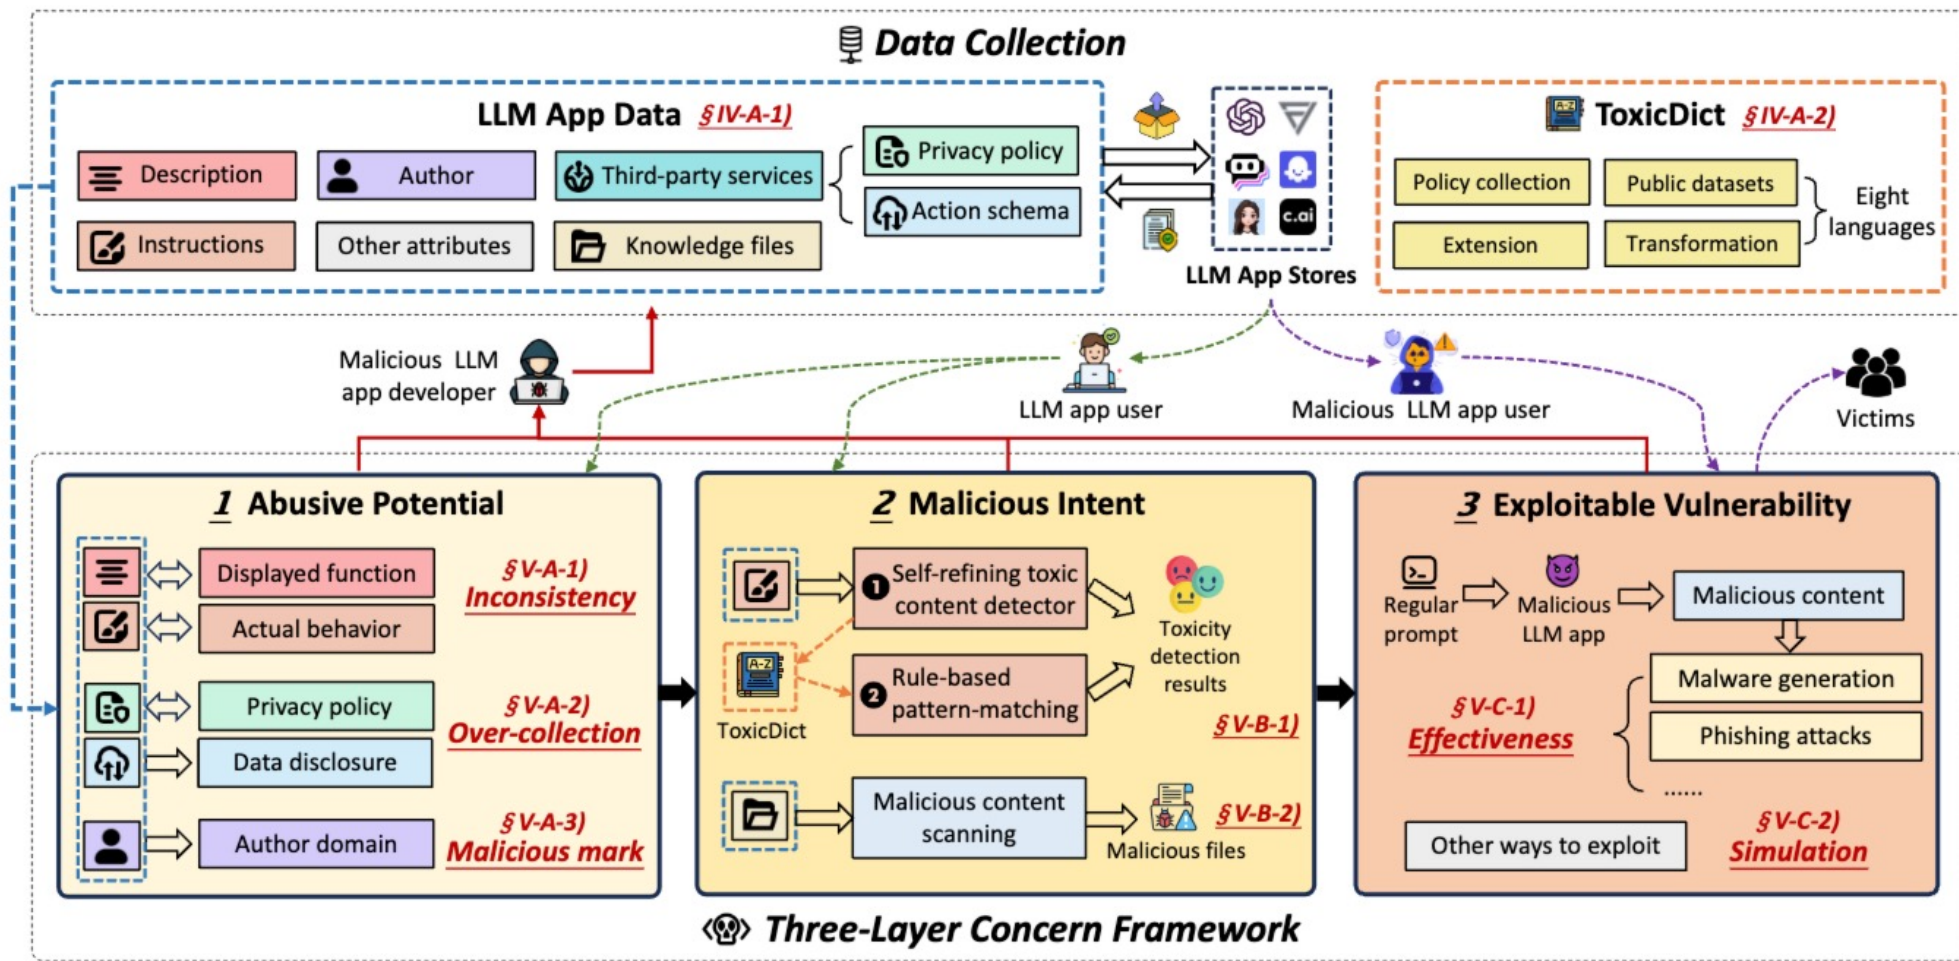 Data Collection
LLM App Data §IV-A-1)
Description
Author
Third-party services
Privacy policy
Action schema
Instructions
Other attributes
Knowledge files
c.ai
LLM App Stores
A-Z
ToxicDict §IV-A-2)
Policy collection
Public datasets
Extension
Transformation
Eight
languages
Malicious LLM
app developer
LLM app user
Malicious LLM app user
Victims
1 Abusive Potential
Displayed function
Actual behavior
§V-A-1)
Inconsistency
Privacy policy
Data disclosure
§V-A-2)
Over-collection
Author domain
§V-A-3)
Malicious mark
2 Malicious Intent
1 Self-refining toxic
content detector
A-Z
ToxicDict
2 Rule-based
pattern-matching
Toxicity
detection
results
§V-B-1)
Malicious content
scanning
Malicious files
§V-B-2)
3 Exploitable Vulnerability
Regular
prompt
Malicious
LLM app
Malicious content
Malware generation
Phishing attacks
......
§V-C-1)
Effectiveness
Other ways to exploit
§V-C-2)
Simulation
Three-Layer Concern Framework